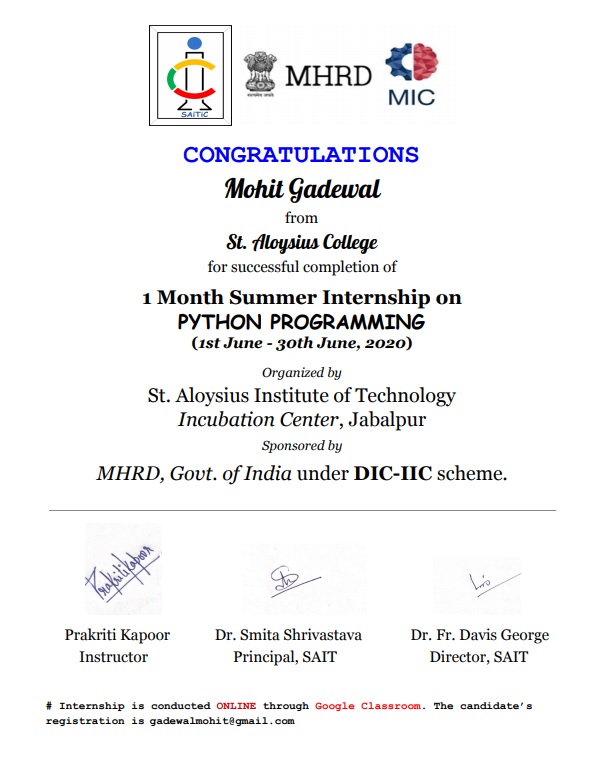 SAITIC
MHRD
MIC
CONGRATULATIONS
Mohit Gadewal
from
St. Aloysius College
for successful completion of
1 Month Summer Internship on
PYTHON PROGRAMMING
(1st June - 30th June, 2020)
Organized by
St. Aloysius Institute of Technology
Incubation Center, Jabalpur
Sponsored by
MHRD, Govt. of India under DIC-IIC scheme.
Prakriti Kapoor
Prakriti Kapoor Dr. Smita Shrivastava Dr. Fr. Davis George
Instructor Principal, SAIT Director, SAIT
# Internship is conducted ONLINE through Google Classroom. The candidate's
registration is gadewalmohit@gmail.com